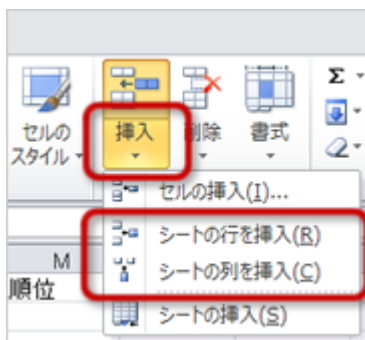 Σ
セルの
スタイル
挿入
削除
書式
セルの挿入(I)...
シートの行を挿入(R)
シートの列を挿入(C)
シートの挿入(S)
M
順位